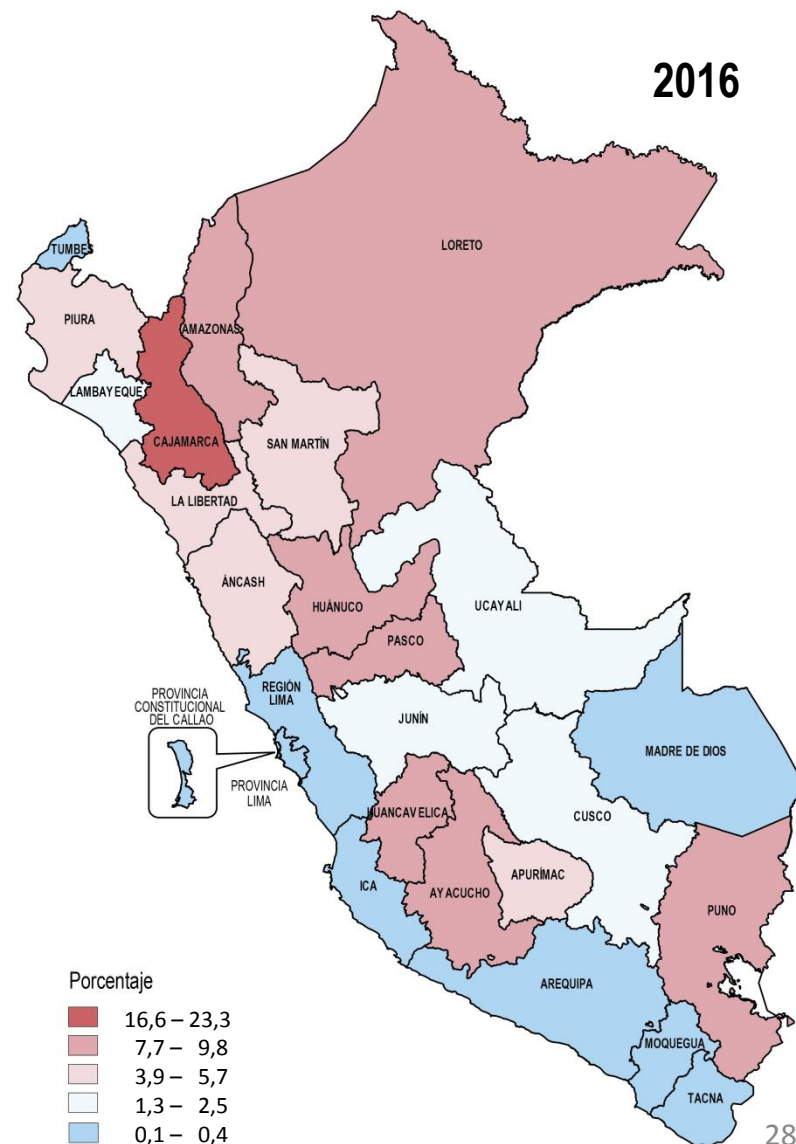 2016
LORETO
TUMBES
PIURA
AMAZONAS
LAMBAYEQUE
CAJAMARCA
SAN MARTÍN
LA LIBERTAD
ÁNCASH
HUÁNUCO
UCAYALI
PASCO
REGIÓN
LIMA
PROVINCIA
CONSTITUCIONAL
DEL CALLAO
JUNÍN
MADRE DE DIOS
PROVINCIA
LIMA
HUANCAVELICA
CUSCO
ICA
AYACUCHO
APURÍMAC
PUNO
AREQUIPA
MOQUEGUA
TACNA
Porcentaje
16,6 – 23,3
7,7 – 9,8
3,9 – 5,7
1,3 – 2,5
0,1 – 0,4
28